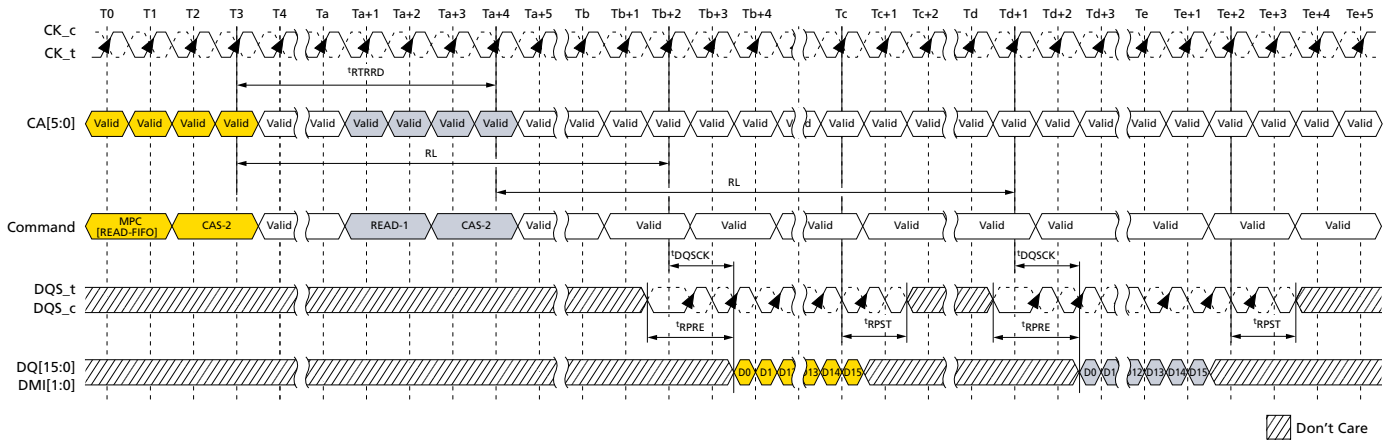 T0 T1 T2 T3 T4 Ta Ta+1 Ta+2 Ta+3 Ta+4 Ta+5 Tb Tb+1 Tb+2 Tb+3 Tb+4 Tc Tc+1 Tc+2 Td Td+1 Td+2 Td+3 Te Te+1 Te+2 Te+3 Te+4 Te+5
CK_c
CK_t
tRTRRD
CA[5:0] Valid Valid Valid Valid Valid Valid Valid Valid Valid Valid Valid Valid Valid Valid Valid Valid Valid Valid Valid Valid Valid Valid Valid Valid Valid Valid Valid Valid
RL
RL
Command MPC [READ-FIFO] CAS-2 Valid READ-1 CAS-2 Valid Valid Valid Valid Valid Valid Valid Valid Valid Valid
tDQSCK tDQSCK
DQS_t
DQS_c
tRPRE tRPST tRPRE tRPST
DQ[15:0]
DMI[1:0]
D0 D1 D13 D14 D15 D0 D1 D12 D13 D14 D15
Don't Care